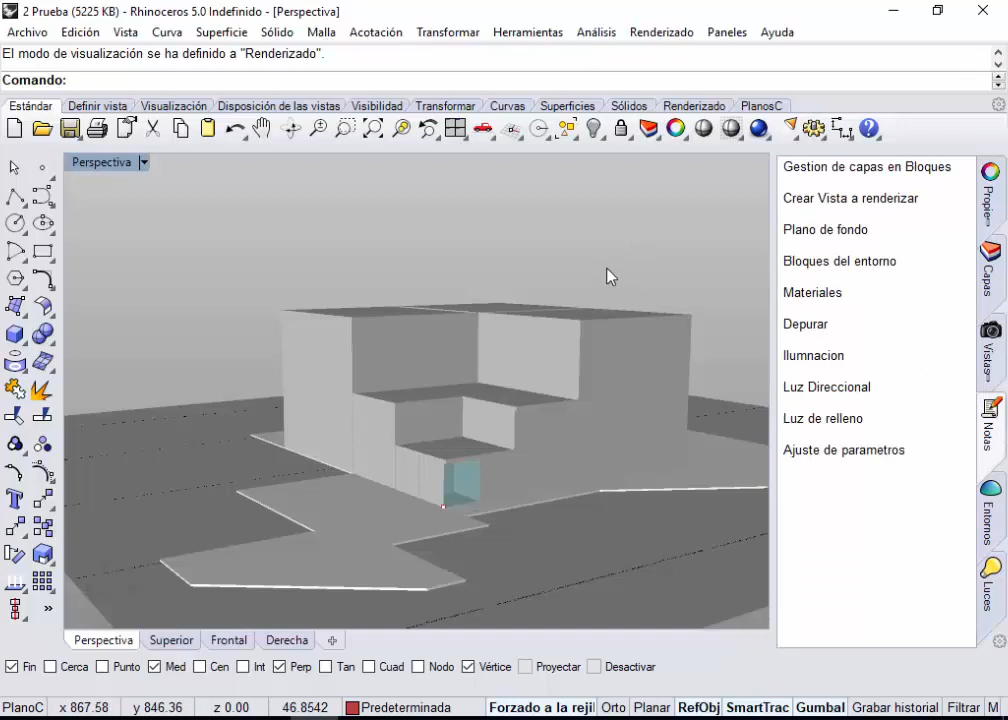 2 Prueba (5225 KB) - Rhinoceros 5.0 Indefinido - [Perspectiva]
Archivo Edición Vista Curva Superficie Sólido Malla Acotación Transformar Herramientas Análisis Renderizado Paneles Ayuda
El modo de visualización se ha definido a "Renderizado".
Comando:
Estándar Definir vista Visualización Disposición de las vistas Visibilidad Transformar Curvas Superficies Sólidos Renderizado PlanosC
Perspectiva
Gestion de capas en Bloques
Crear Vista a renderizar
Plano de fondo
Bloques del entorno
Materiales
Depurar
Ilumnacion
Luz Direccional
Luz de relleno
Ajuste de parametros
Propie...
Capas
Vistas...
Notas
Entornos
Luces
Perspectiva Superior Frontal Derecha
Fin Cerca Punto Med Cen Int Perp Tan Cuad Nodo Vértice Proyectar Desactivar
PlanoC x 867.58 y 846.36 z 0.00 46.8542 Predeterminada Forzado a la rejil Orto Planar RefObj SmartTrac Gumbal Grabar historial Filtrar M